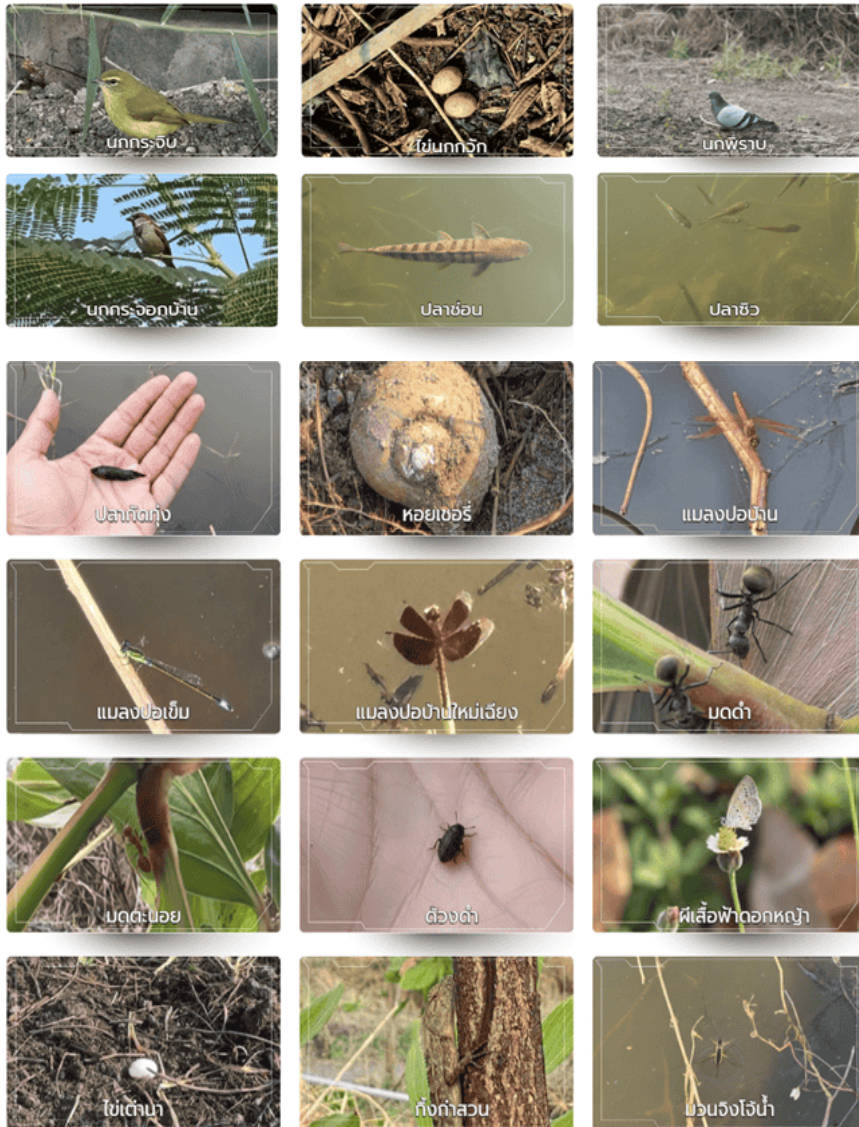 นกกระจิบ
ไข่นกกวัก
นกพิราบ
นกกระจอกบ้าน
ปลาช่อน
ปลาซิว
ปลากัดทุ่ง
หอยเชอรี่
แมลงปอบ้าน
แมลงปอเข็ม
แมลงปอบ้านใหม่เฉียง
มดดำ
มดตะนอย
ด้วงดำ
ผีเสื้อฟ้าดอกหญ้า
ไข่เต่านา
กิ้งก่าสวน
มวนจิงโจ้น้ำ